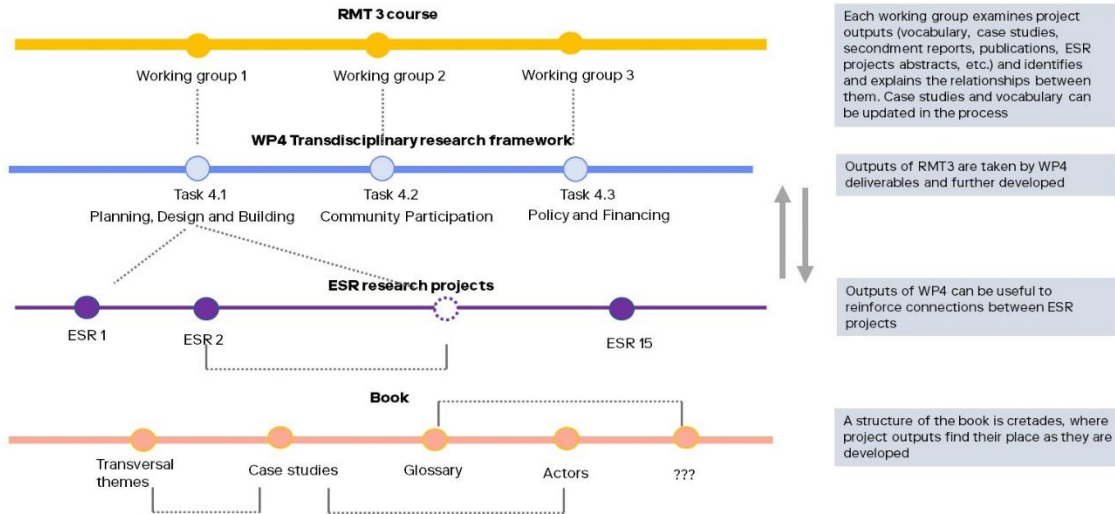 RMT 3 course
Working group 1
Working group 2
Working group 3
Each working group examines project
outputs (vocabulary, case studies,
secondment reports, publications, ESR
projects abstracts, etc.) and identifies
and explains the relationships between
them. Case studies and vocabulary can
be updated in the process
WP4 Transdisciplinary research framework
Task 4.1
Planning, Design and Building
Task 4.2
Community Participation
Task 4.3
Policy and Financing
Outputs of RMT3 are taken by WP4
deliverables and further developed
ESR research projects
ESR 1
ESR 2
ESR 15
Outputs of WP4 can be useful to
reinforce connections between ESR
projects
Book
Transversal
themes
Case studies
Glossary
Actors
???
A structure of the book is cretades, where
project outputs find their place as they are
developed